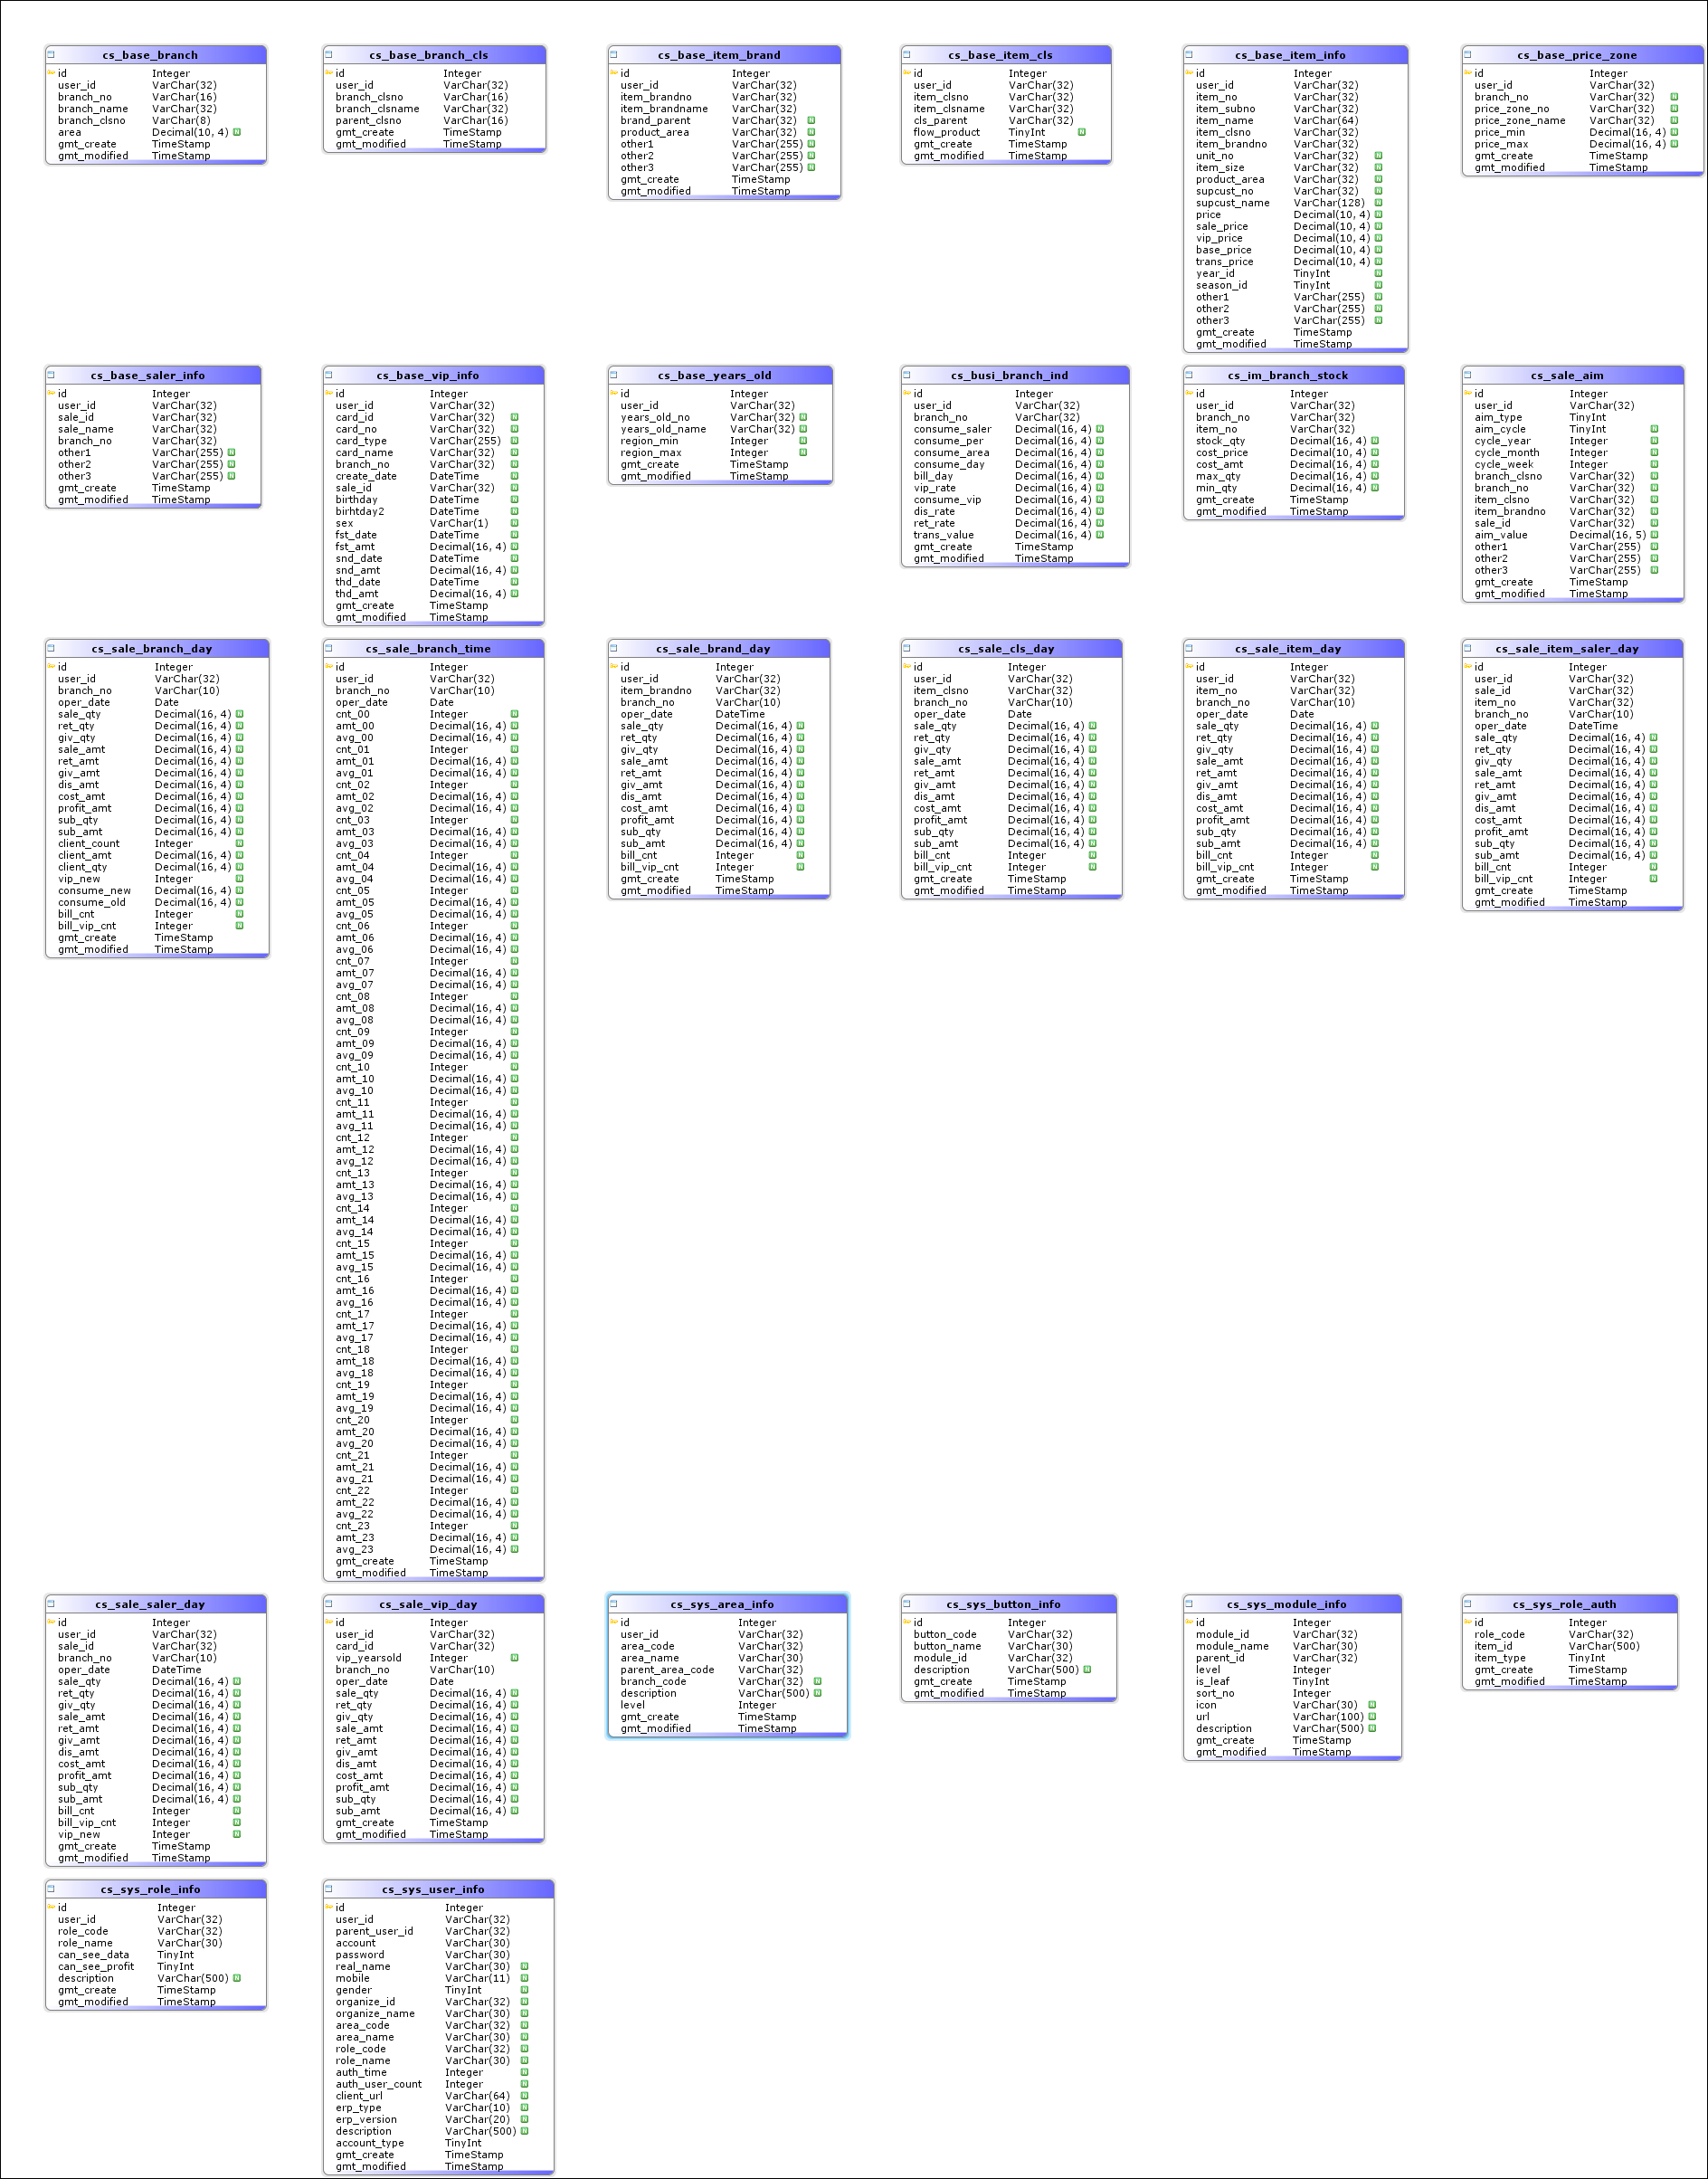 cs_base_branch
id Integer
user_id VarChar(32)
branch_no VarChar(16)
branch_name VarChar(32)
branch_clsno VarChar(8)
area Decimal(10, 4)
gmt_create TimeStamp
gmt_modified TimeStamp
cs_base_branch_cls
id Integer
user_id VarChar(32)
branch_clsno VarChar(16)
branch_clsname VarChar(32)
parent_clsno VarChar(16)
gmt_create TimeStamp
gmt_modified TimeStamp
cs_base_item_brand
id Integer
user_id VarChar(32)
item_brandno VarChar(32)
item_brandname VarChar(32)
brand_parent VarChar(32)
product_area VarChar(32)
other1 VarChar(255)
other2 VarChar(255)
other3 VarChar(255)
gmt_create TimeStamp
gmt_modified TimeStamp
cs_base_item_cls
id Integer
user_id VarChar(32)
item_clsno VarChar(32)
item_clsname VarChar(32)
cls_parent VarChar(32)
flow_product TinyInt
gmt_create TimeStamp
gmt_modified TimeStamp
cs_base_item_info
id Integer
user_id VarChar(32)
item_no VarChar(32)
item_subno VarChar(32)
item_name VarChar(64)
item_clsno VarChar(32)
item_brandno VarChar(32)
unit_no VarChar(32)
item_size VarChar(32)
product_area VarChar(32)
supcust_no VarChar(32)
supcust_name VarChar(128)
price Decimal(10, 4)
sale_price Decimal(10, 4)
vip_price Decimal(10, 4)
base_price Decimal(10, 4)
trans_price Decimal(10, 4)
year_id TinyInt
season_id TinyInt
other1 VarChar(255)
other2 VarChar(255)
other3 VarChar(255)
gmt_create TimeStamp
gmt_modified TimeStamp
cs_base_price_zone
id Integer
user_id VarChar(32)
branch_no VarChar(32)
price_zone_no VarChar(32)
price_zone_name VarChar(32)
price_min Decimal(16, 4)
price_max Decimal(16, 4)
gmt_create TimeStamp
gmt_modified TimeStamp
cs_base_saler_info
id Integer
user_id VarChar(32)
sale_id VarChar(32)
sale_name VarChar(32)
branch_no VarChar(32)
other1 VarChar(255)
other2 VarChar(255)
other3 VarChar(255)
gmt_create TimeStamp
gmt_modified TimeStamp
cs_base_vip_info
id Integer
user_id VarChar(32)
card_id VarChar(32)
card_no VarChar(32)
card_type VarChar(255)
card_name VarChar(32)
branch_no VarChar(32)
create_date DateTime
sale_id VarChar(32)
birthday DateTime
birhtday2 DateTime
sex VarChar(1)
fst_date DateTime
fst_amt Decimal(16, 4)
snd_date DateTime
snd_amt Decimal(16, 4)
thd_date DateTime
thd_amt Decimal(16, 4)
gmt_create TimeStamp
gmt_modified TimeStamp
cs_base_years_old
id Integer
user_id VarChar(32)
years_old_no VarChar(32)
years_old_name VarChar(32)
region_min Integer
region_max Integer
gmt_create TimeStamp
gmt_modified TimeStamp
cs_busi_branch_ind
id Integer
user_id VarChar(32)
branch_no VarChar(32)
consume_saler Decimal(16, 4)
consume_per Decimal(16, 4)
consume_area Decimal(16, 4)
consume_day Decimal(16, 4)
bill_day Decimal(16, 4)
vip_rate Decimal(16, 4)
consume_vip Decimal(16, 4)
dis_rate Decimal(16, 4)
ret_rate Decimal(16, 4)
trans_value Decimal(16, 4)
gmt_create TimeStamp
gmt_modified TimeStamp
cs_im_branch_stock
id Integer
user_id VarChar(32)
branch_no VarChar(32)
item_no VarChar(32)
stock_qty Decimal(16, 4)
cost_price Decimal(10, 4)
cost_amt Decimal(16, 4)
max_qty Decimal(16, 4)
min_qty Decimal(16, 4)
gmt_create TimeStamp
gmt_modified TimeStamp
cs_sale_aim
id Integer
user_id VarChar(32)
aim_type TinyInt
aim_cycle TinyInt
cycle_year Integer
cycle_month Integer
cycle_week Integer
branch_clsno VarChar(32)
branch_no VarChar(32)
item_clsno VarChar(32)
item_brandno VarChar(32)
sale_id VarChar(32)
aim_value Decimal(16, 5)
other1 VarChar(255)
other2 VarChar(255)
other3 VarChar(255)
gmt_create TimeStamp
gmt_modified TimeStamp
cs_sale_branch_day
id Integer
user_id VarChar(32)
branch_no VarChar(10)
oper_date Date
sale_qty Decimal(16, 4)
ret_qty Decimal(16, 4)
giv_qty Decimal(16, 4)
sale_amt Decimal(16, 4)
ret_amt Decimal(16, 4)
giv_amt Decimal(16, 4)
dis_amt Decimal(16, 4)
cost_amt Decimal(16, 4)
profit_amt Decimal(16, 4)
sub_qty Decimal(16, 4)
sub_amt Decimal(16, 4)
client_count Integer
client_amt Decimal(16, 4)
client_qty Decimal(16, 4)
vip_new Integer
consume_new Decimal(16, 4)
consume_old Decimal(16, 4)
bill_cnt Integer
bill_vip_cnt Integer
gmt_create TimeStamp
gmt_modified TimeStamp
cs_sale_branch_time
id Integer
user_id VarChar(32)
branch_no VarChar(10)
oper_date Date
cnt_00 Integer
amt_00 Decimal(16, 4)
avg_00 Decimal(16, 4)
cnt_01 Integer
amt_01 Decimal(16, 4)
avg_01 Decimal(16, 4)
cnt_02 Integer
amt_02 Decimal(16, 4)
avg_02 Decimal(16, 4)
cnt_03 Integer
amt_03 Decimal(16, 4)
avg_03 Decimal(16, 4)
cnt_04 Integer
amt_04 Decimal(16, 4)
avg_04 Decimal(16, 4)
cnt_05 Integer
amt_05 Decimal(16, 4)
avg_05 Decimal(16, 4)
cnt_06 Integer
amt_06 Decimal(16, 4)
avg_06 Decimal(16, 4)
cnt_07 Integer
amt_07 Decimal(16, 4)
avg_07 Decimal(16, 4)
cnt_08 Integer
amt_08 Decimal(16, 4)
avg_08 Decimal(16, 4)
cnt_09 Integer
amt_09 Decimal(16, 4)
avg_09 Decimal(16, 4)
cnt_10 Integer
amt_10 Decimal(16, 4)
avg_10 Decimal(16, 4)
cnt_11 Integer
amt_11 Decimal(16, 4)
avg_11 Decimal(16, 4)
cnt_12 Integer
amt_12 Decimal(16, 4)
avg_12 Decimal(16, 4)
cnt_13 Integer
amt_13 Decimal(16, 4)
avg_13 Decimal(16, 4)
cnt_14 Integer
amt_14 Decimal(16, 4)
avg_14 Decimal(16, 4)
cnt_15 Integer
amt_15 Decimal(16, 4)
avg_15 Decimal(16, 4)
cnt_16 Integer
amt_16 Decimal(16, 4)
avg_16 Decimal(16, 4)
cnt_17 Integer
amt_17 Decimal(16, 4)
avg_17 Decimal(16, 4)
cnt_18 Integer
amt_18 Decimal(16, 4)
avg_18 Decimal(16, 4)
cnt_19 Integer
amt_19 Decimal(16, 4)
avg_19 Decimal(16, 4)
cnt_20 Integer
amt_20 Decimal(16, 4)
avg_20 Decimal(16, 4)
cnt_21 Integer
amt_21 Decimal(16, 4)
avg_21 Decimal(16, 4)
cnt_22 Integer
amt_22 Decimal(16, 4)
avg_22 Decimal(16, 4)
cnt_23 Integer
amt_23 Decimal(16, 4)
avg_23 Decimal(16, 4)
gmt_create TimeStamp
gmt_modified TimeStamp
cs_sale_brand_day
id Integer
user_id VarChar(32)
item_brandno VarChar(32)
branch_no VarChar(10)
oper_date DateTime
sale_qty Decimal(16, 4)
ret_qty Decimal(16, 4)
giv_qty Decimal(16, 4)
sale_amt Decimal(16, 4)
ret_amt Decimal(16, 4)
giv_amt Decimal(16, 4)
dis_amt Decimal(16, 4)
cost_amt Decimal(16, 4)
profit_amt Decimal(16, 4)
sub_qty Decimal(16, 4)
sub_amt Decimal(16, 4)
bill_cnt Integer
bill_vip_cnt Integer
gmt_create TimeStamp
gmt_modified TimeStamp
cs_sale_cls_day
id Integer
user_id VarChar(32)
item_clsno VarChar(32)
branch_no VarChar(10)
oper_date Date
sale_qty Decimal(16, 4)
ret_qty Decimal(16, 4)
giv_qty Decimal(16, 4)
sale_amt Decimal(16, 4)
ret_amt Decimal(16, 4)
giv_amt Decimal(16, 4)
dis_amt Decimal(16, 4)
cost_amt Decimal(16, 4)
profit_amt Decimal(16, 4)
sub_qty Decimal(16, 4)
sub_amt Decimal(16, 4)
bill_cnt Integer
bill_vip_cnt Integer
gmt_create TimeStamp
gmt_modified TimeStamp
cs_sale_item_day
id Integer
user_id VarChar(32)
item_no VarChar(32)
branch_no VarChar(10)
oper_date Date
sale_qty Decimal(16, 4)
ret_qty Decimal(16, 4)
giv_qty Decimal(16, 4)
sale_amt Decimal(16, 4)
ret_amt Decimal(16, 4)
giv_amt Decimal(16, 4)
dis_amt Decimal(16, 4)
cost_amt Decimal(16, 4)
profit_amt Decimal(16, 4)
sub_qty Decimal(16, 4)
sub_amt Decimal(16, 4)
bill_cnt Integer
bill_vip_cnt Integer
gmt_create TimeStamp
gmt_modified TimeStamp
cs_sale_item_saler_day
id Integer
user_id VarChar(32)
sale_id VarChar(32)
item_no VarChar(32)
branch_no VarChar(10)
oper_date DateTime
sale_qty Decimal(16, 4)
ret_qty Decimal(16, 4)
giv_qty Decimal(16, 4)
sale_amt Decimal(16, 4)
ret_amt Decimal(16, 4)
giv_amt Decimal(16, 4)
dis_amt Decimal(16, 4)
cost_amt Decimal(16, 4)
profit_amt Decimal(16, 4)
sub_qty Decimal(16, 4)
sub_amt Decimal(16, 4)
bill_cnt Integer
bill_vip_cnt Integer
gmt_create TimeStamp
gmt_modified TimeStamp
cs_sale_saler_day
id Integer
user_id VarChar(32)
sale_id VarChar(32)
branch_no VarChar(10)
oper_date DateTime
sale_qty Decimal(16, 4)
ret_qty Decimal(16, 4)
giv_qty Decimal(16, 4)
sale_amt Decimal(16, 4)
ret_amt Decimal(16, 4)
giv_amt Decimal(16, 4)
dis_amt Decimal(16, 4)
cost_amt Decimal(16, 4)
profit_amt Decimal(16, 4)
sub_qty Decimal(16, 4)
sub_amt Decimal(16, 4)
bill_cnt Integer
bill_vip_cnt Integer
vip_new Integer
gmt_create TimeStamp
gmt_modified TimeStamp
cs_sale_vip_day
id Integer
user_id VarChar(32)
card_id VarChar(32)
vip_yearsold Integer
branch_no VarChar(10)
oper_date Date
sale_qty Decimal(16, 4)
ret_qty Decimal(16, 4)
giv_qty Decimal(16, 4)
sale_amt Decimal(16, 4)
ret_amt Decimal(16, 4)
giv_amt Decimal(16, 4)
dis_amt Decimal(16, 4)
cost_amt Decimal(16, 4)
profit_amt Decimal(16, 4)
sub_qty Decimal(16, 4)
sub_amt Decimal(16, 4)
gmt_create TimeStamp
gmt_modified TimeStamp
cs_sys_area_info
id Integer
user_id VarChar(32)
area_code VarChar(32)
area_name VarChar(30)
parent_area_code VarChar(32)
branch_code VarChar(32)
description VarChar(500)
level Integer
gmt_create TimeStamp
gmt_modified TimeStamp
cs_sys_button_info
id Integer
button_code VarChar(32)
button_name VarChar(30)
module_id VarChar(32)
description VarChar(500)
gmt_create TimeStamp
gmt_modified TimeStamp
cs_sys_module_info
id Integer
module_id VarChar(32)
module_name VarChar(30)
parent_id VarChar(32)
level Integer
is_leaf TinyInt
sort_no Integer
icon VarChar(30)
url VarChar(100)
description VarChar(500)
gmt_create TimeStamp
gmt_modified TimeStamp
cs_sys_role_auth
id Integer
role_code VarChar(32)
item_id VarChar(500)
item_type TinyInt
gmt_create TimeStamp
gmt_modified TimeStamp
cs_sys_role_info
id Integer
user_id VarChar(32)
role_code VarChar(32)
role_name VarChar(30)
can_see_data TinyInt
can_see_profit TinyInt
description VarChar(500)
gmt_create TimeStamp
gmt_modified TimeStamp
cs_sys_user_info
id Integer
user_id VarChar(32)
parent_user_id VarChar(32)
account VarChar(30)
password VarChar(30)
real_name VarChar(30)
mobile VarChar(11)
gender TinyInt
organize_id VarChar(32)
organize_name VarChar(30)
area_code VarChar(32)
area_name VarChar(30)
role_code VarChar(32)
role_name VarChar(30)
auth_time Integer
auth_user_count Integer
client_url VarChar(64)
erp_type VarChar(10)
erp_version VarChar(20)
description VarChar(500)
account_type TinyInt
gmt_create TimeStamp
gmt_modified TimeStamp